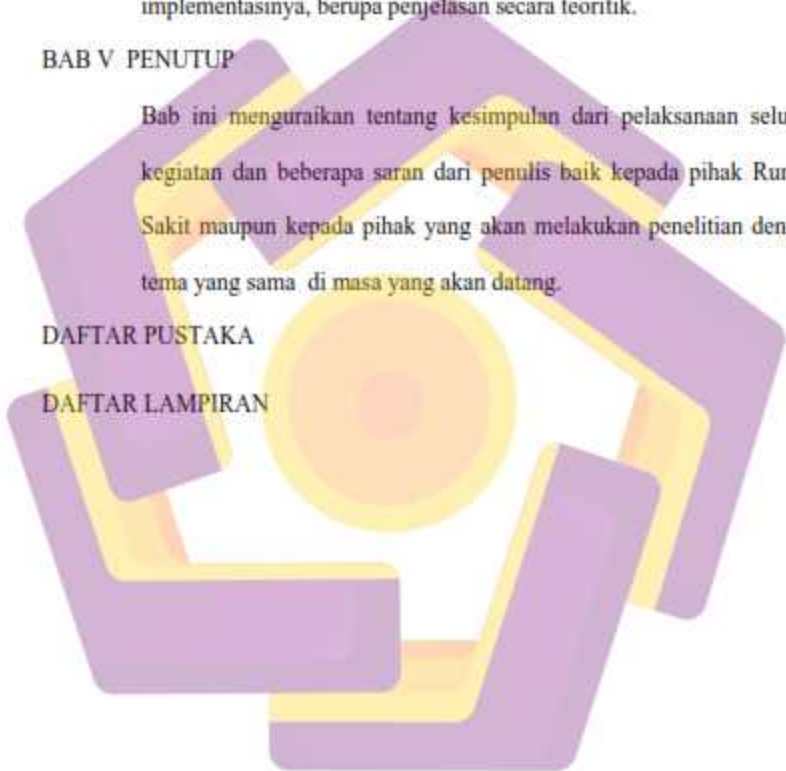 implementasinya, berupa penjelasan secara teoritik.
BAB V PENUTUP
Bab ini menguraikan tentang kesimpulan dari pelaksanaan selu
kegiatan dan beberapa saran dari penulis baik kepada pihak Rur
Sakit maupun kepada pihak yang akan melakukan penelitian den
tema yang sama di masa yang akan datang.
DAFTAR PUSTAKA
DAFTAR LAMPIRAN